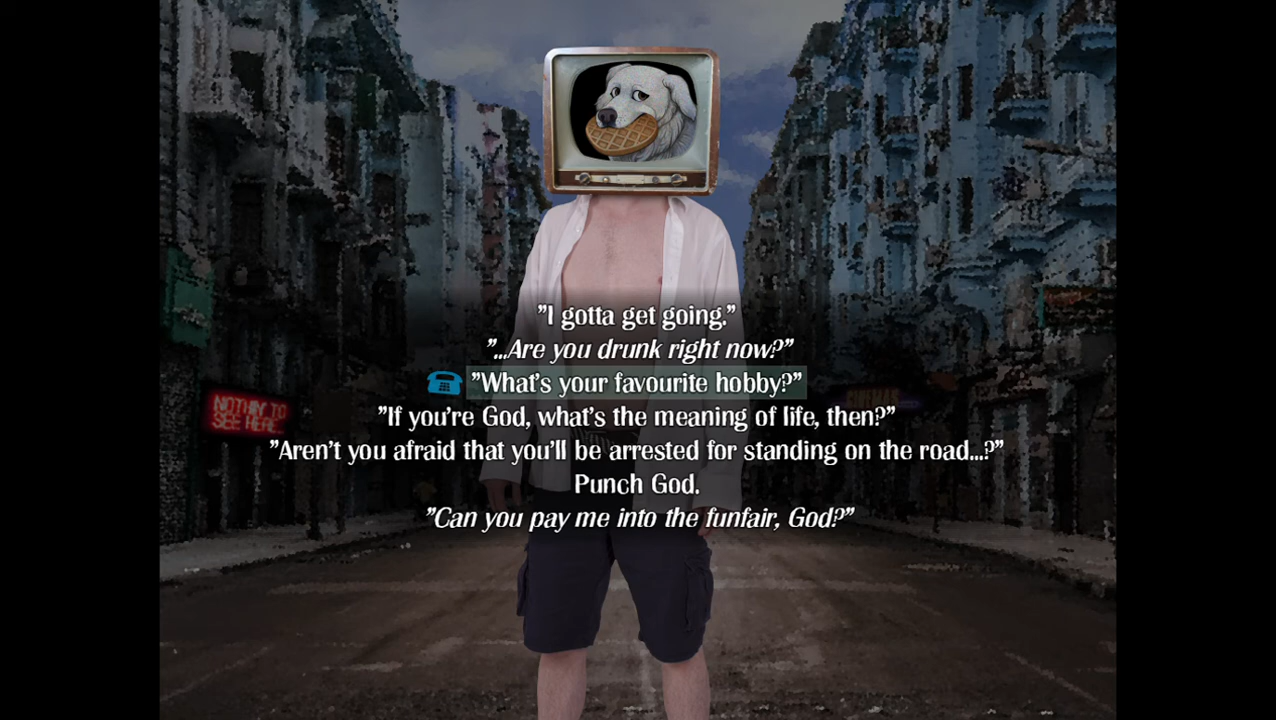 "I gotta get going."
"...Are you drunk right now?"
"What's your favourite hobby?"
"If you're God, what's the meaning of life, then?"
"Aren't you afraid that you'll be arrested for standing on the road...?"
Punch God.
"Can you pay me into the funfair, God?"
NOTHIN' TO
SEE HERE...
CINEMAS